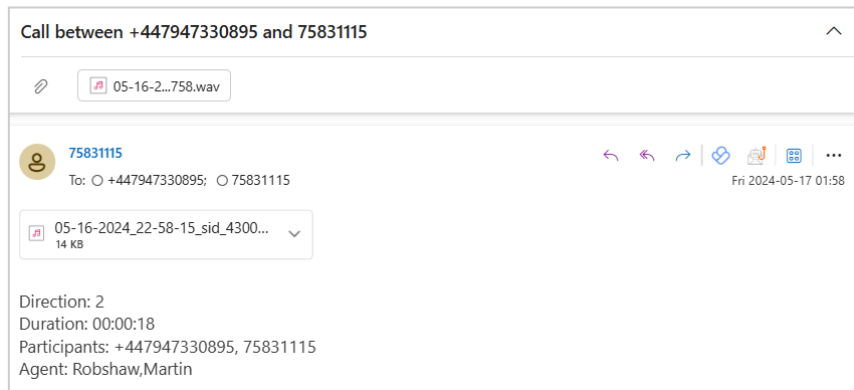 Call between +447947330895 and 75831115
05-16-2...758.wav
75831115
To: +447947330895; 75831115
Fri 2024-05-17 01:58
05-16-2024_22-58-15_sid_4300...
14 KB
Direction: 2
Duration: 00:00:18
Participants: +447947330895, 75831115
Agent: Robshaw,Martin